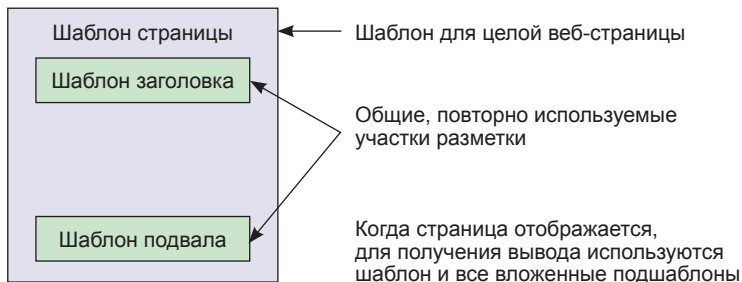 Шаблон страницы
Шаблон для целой веб-страницы
Шаблон заголовка
Общие, повторно используемые
участки разметки
Шаблон подвала
Когда страница отображается,
для получения вывода используются
шаблон и все вложенные подшаблоны